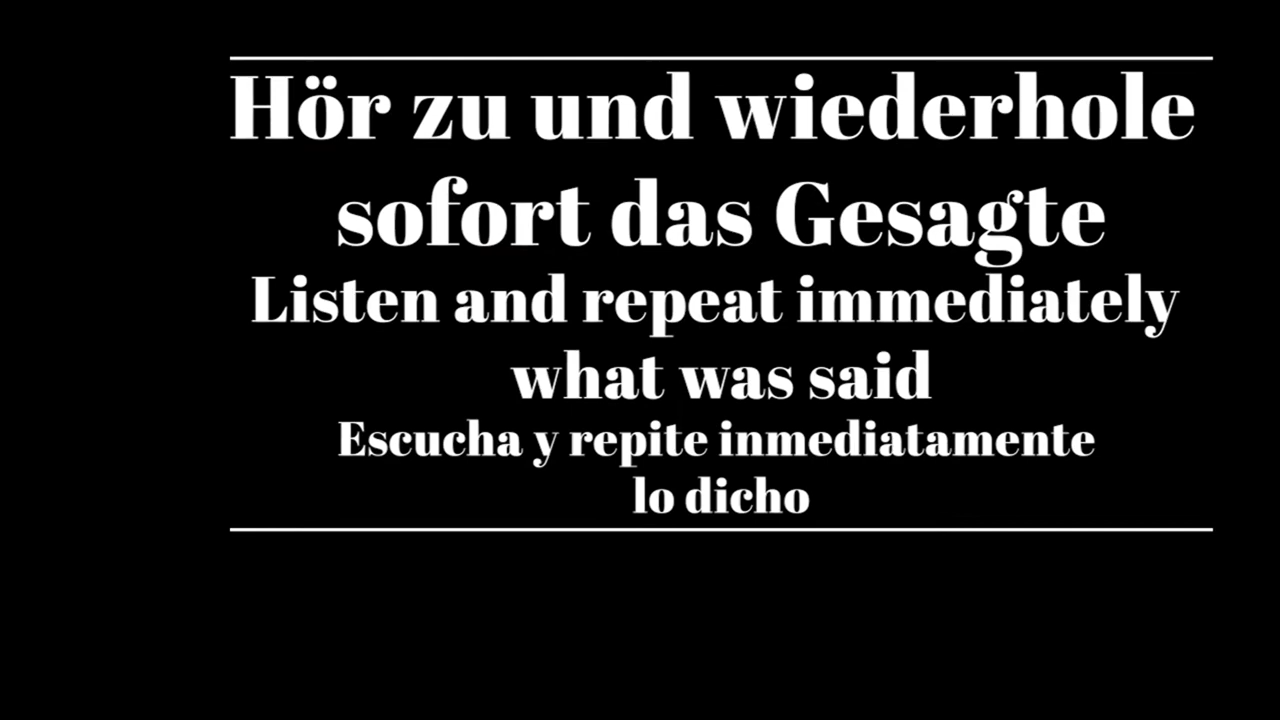 Hör zu und wiederhole
sofort das Gesagte
Listen and repeat immediately
what was said
Escucha y repite inmediatamente
lo dicho